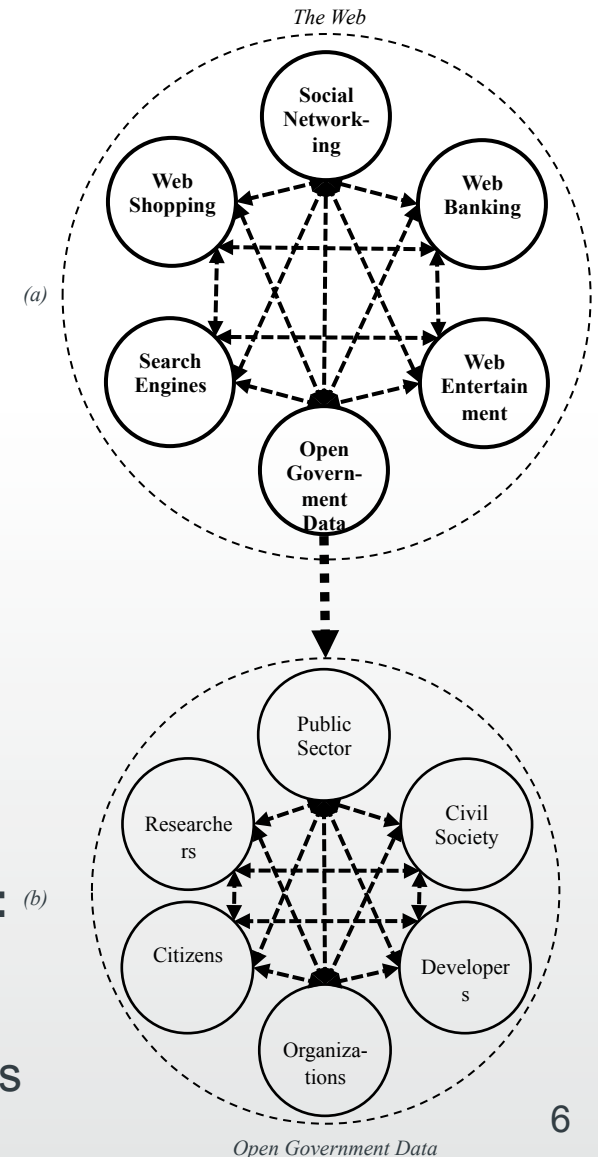 The Web
Social
Network-
ing
Web
Shopping
Web
Banking
(a)
Search
Engines
Web
Entertain
ment
Open
Govern-
ment
Data
Public
Sector
Researche
rs
Civil
Society
:
(b)
Citizens
Developer
s
Organiza-
tions
s
6
Open Government Data